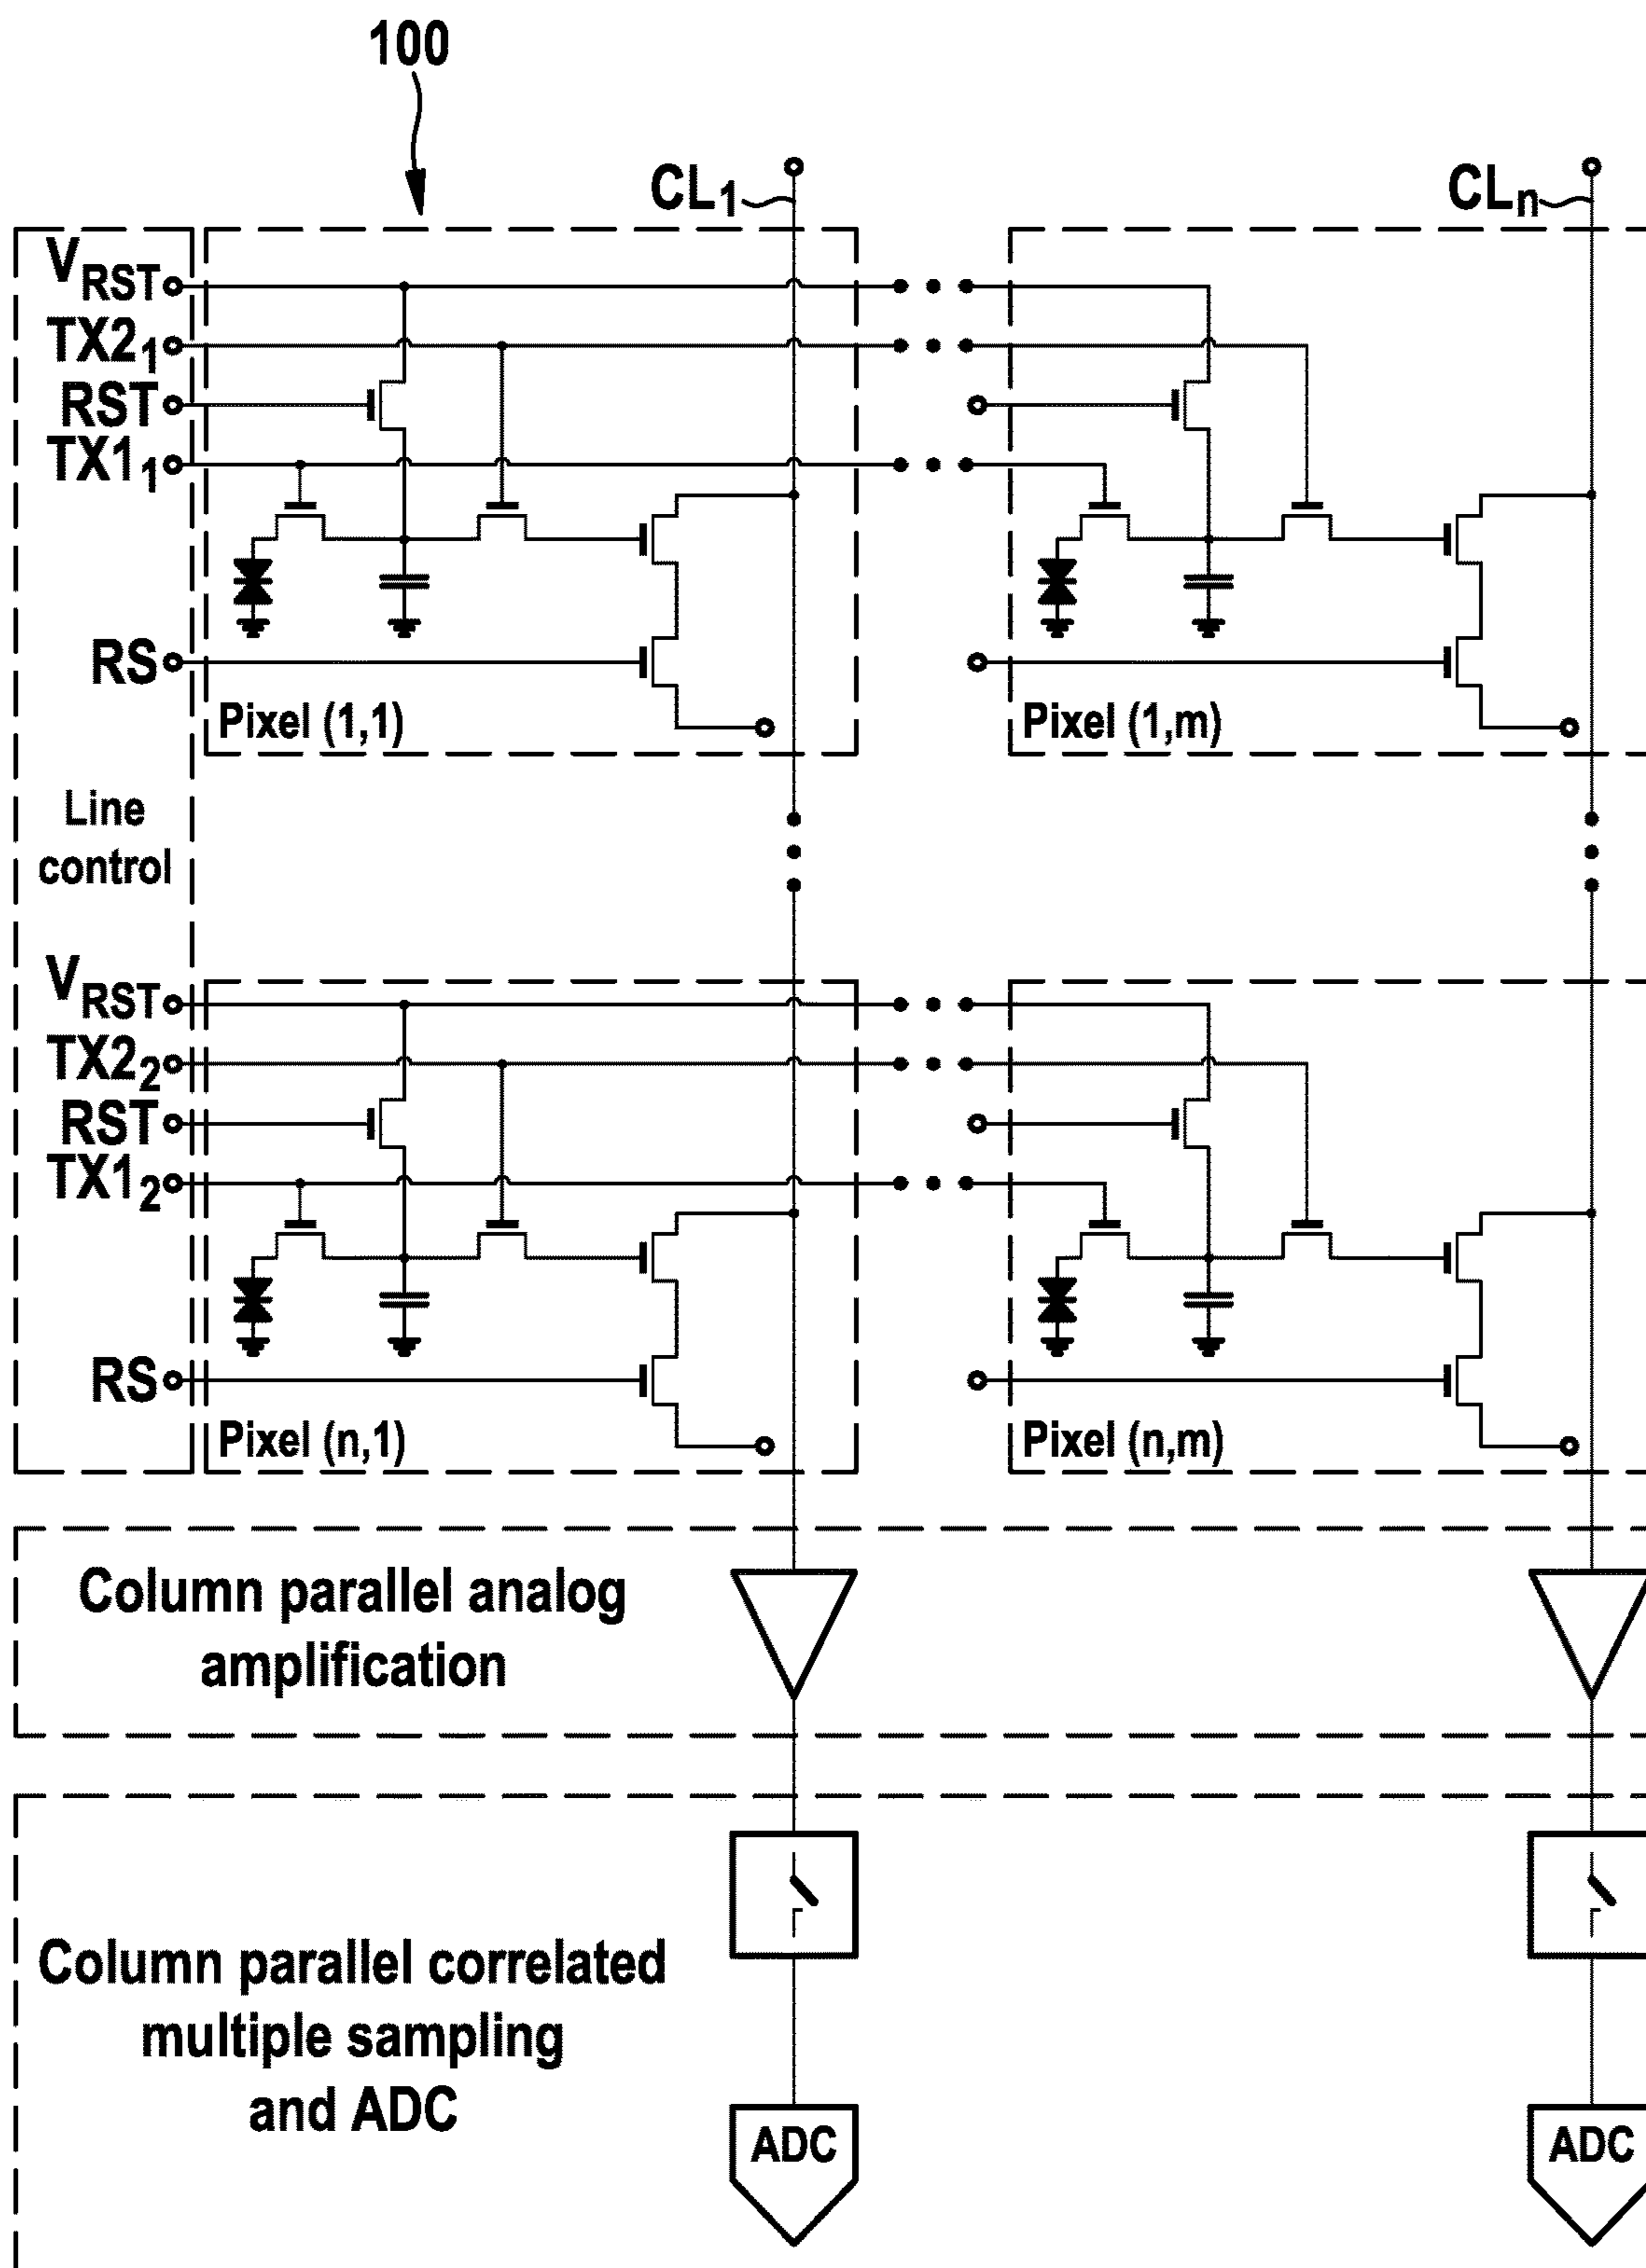 100
CL1
CLn
VRST
TX21
RST
TX11
RS
Pixel (1,1)
Pixel (1,m)
Line
control
VRST
TX22
RST
TX12
RS
Pixel (n,1)
Pixel (n,m)
Column parallel analog
amplification
Column parallel correlated
multiple sampling
and ADC
ADC
ADC